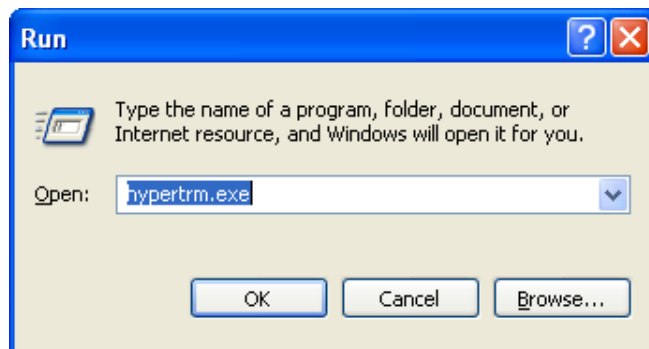 Run
Type the name of a program, folder, document, or
Internet resource, and Windows will open it for you.
Open: hypertrm.exe
OK Cancel Browse...